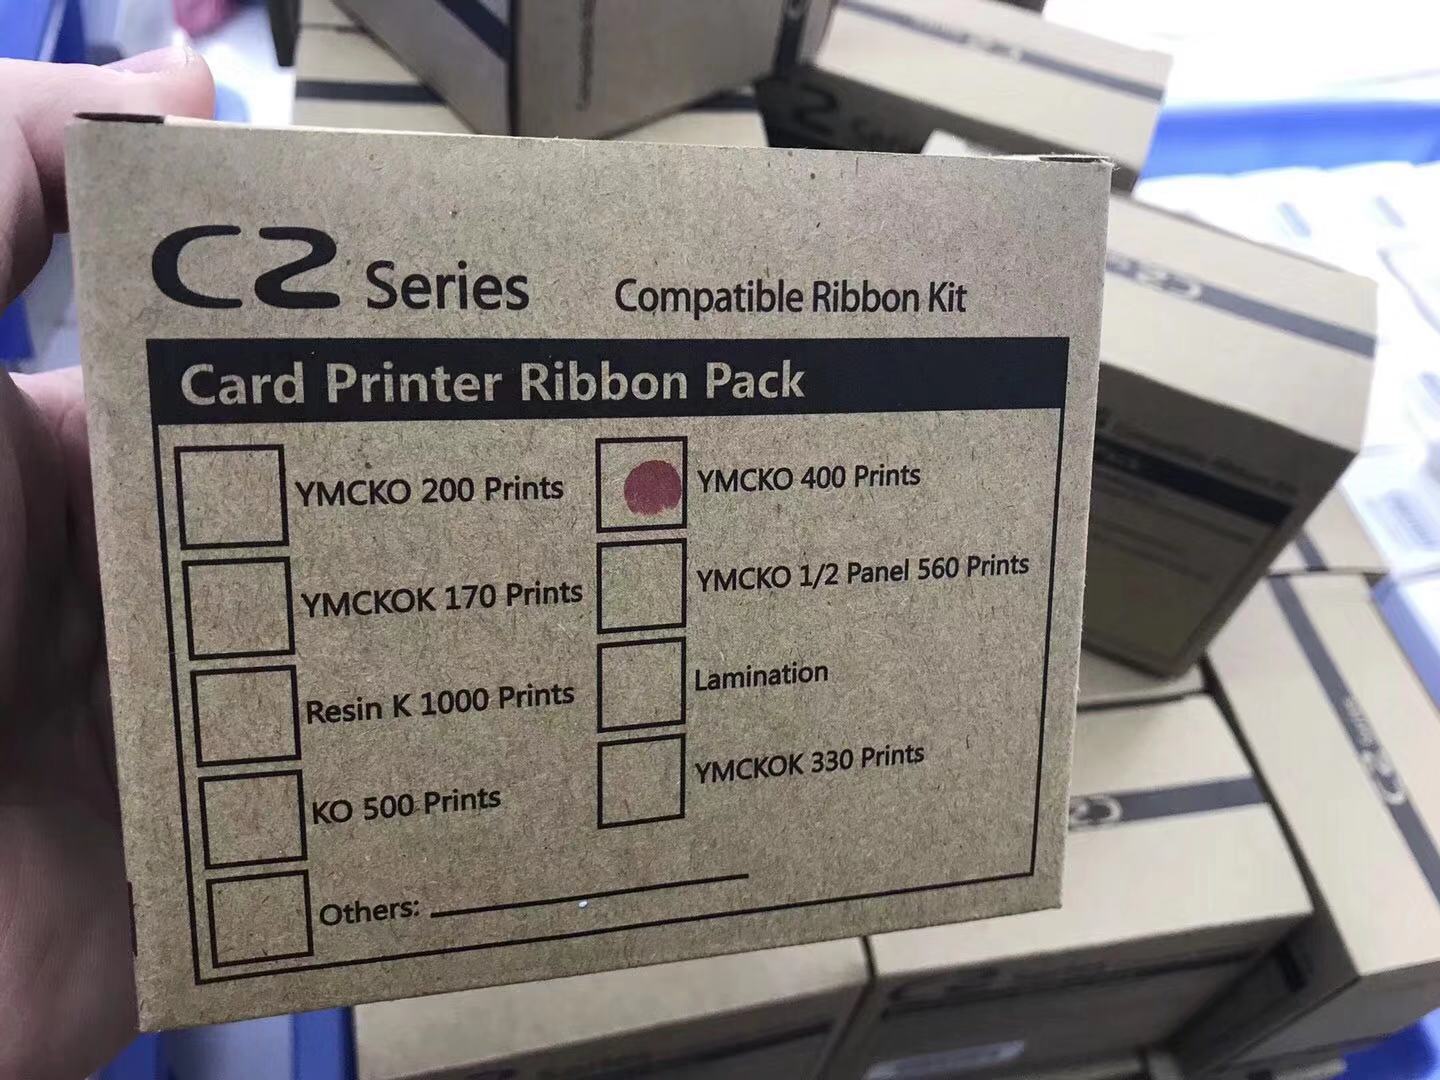 C2 Series Compatible Ribbon Kit
Card Printer Ribbon Pack
YMCKO 200 Prints
YMCKO 400 Prints
YMCKOK 170 Prints
YMCKO 1/2 Panel 560 Prints
Resin K 1000 Prints
Lamination
KO 500 Prints
YMCKOK 330 Prints
Others: